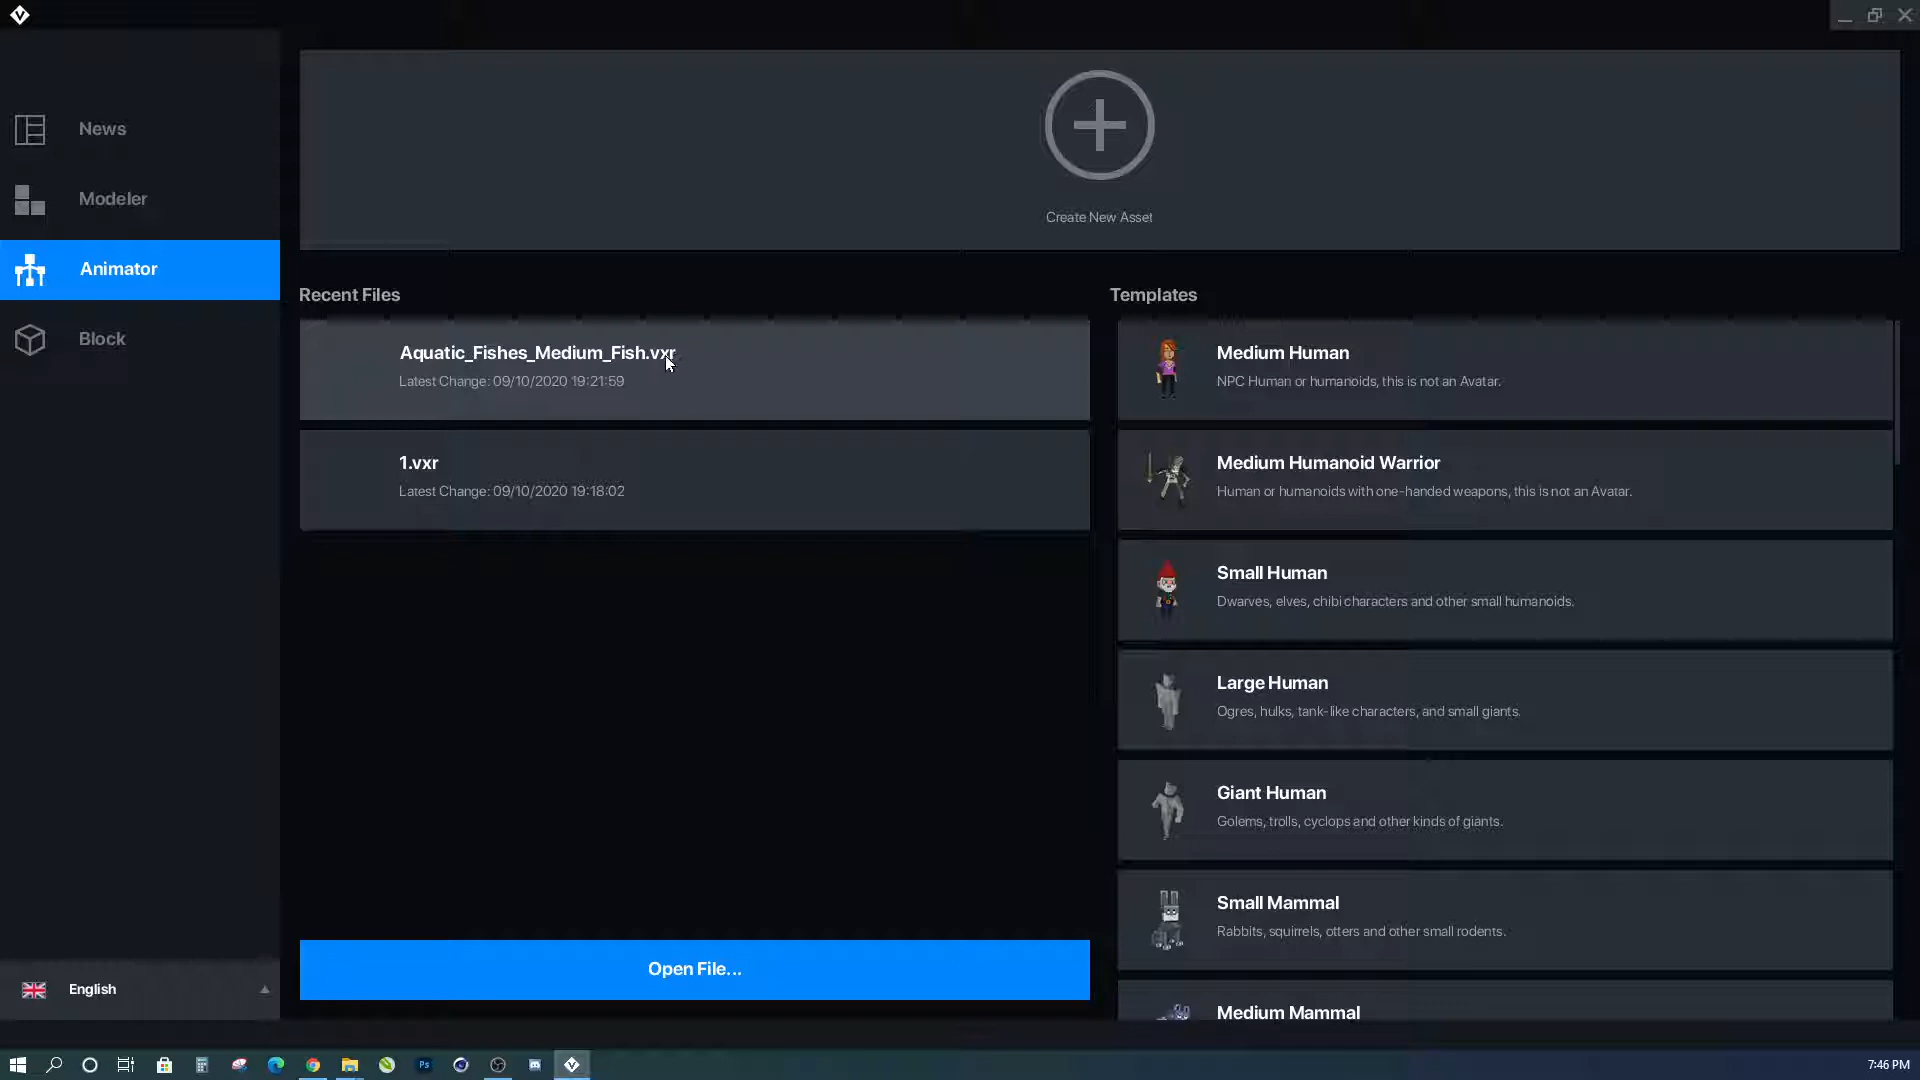 News
Modeler
Animator
Block
English
Create New Asset
Recent Files
Aquatic_Fishes_Medium_Fish.vxr
Latest Change: 09/10/2020 19:21:59
1.vxr
Latest Change: 09/10/2020 19:18:02
Open File...
Templates
Medium Human
NPC Human or humanoids, this is not an Avatar.
Medium Humanoid Warrior
Human or humanoids with one-handed weapons, this is not an Avatar.
Small Human
Dwarves, elves, chibi characters and other small humanoids.
Large Human
Ogres, hulks, tank-like characters, and small giants.
Giant Human
Golems, trolls, cyclops and other kinds of giants.
Small Mammal
Rabbits, squirrels, otters and other small rodents.
Medium Mammal
Ps
7:46 PM